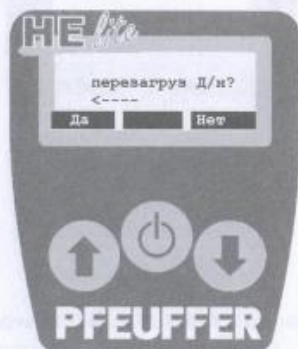 HE lite
перезагруз Д/н?
<----
Да Нет
PFEUFFER